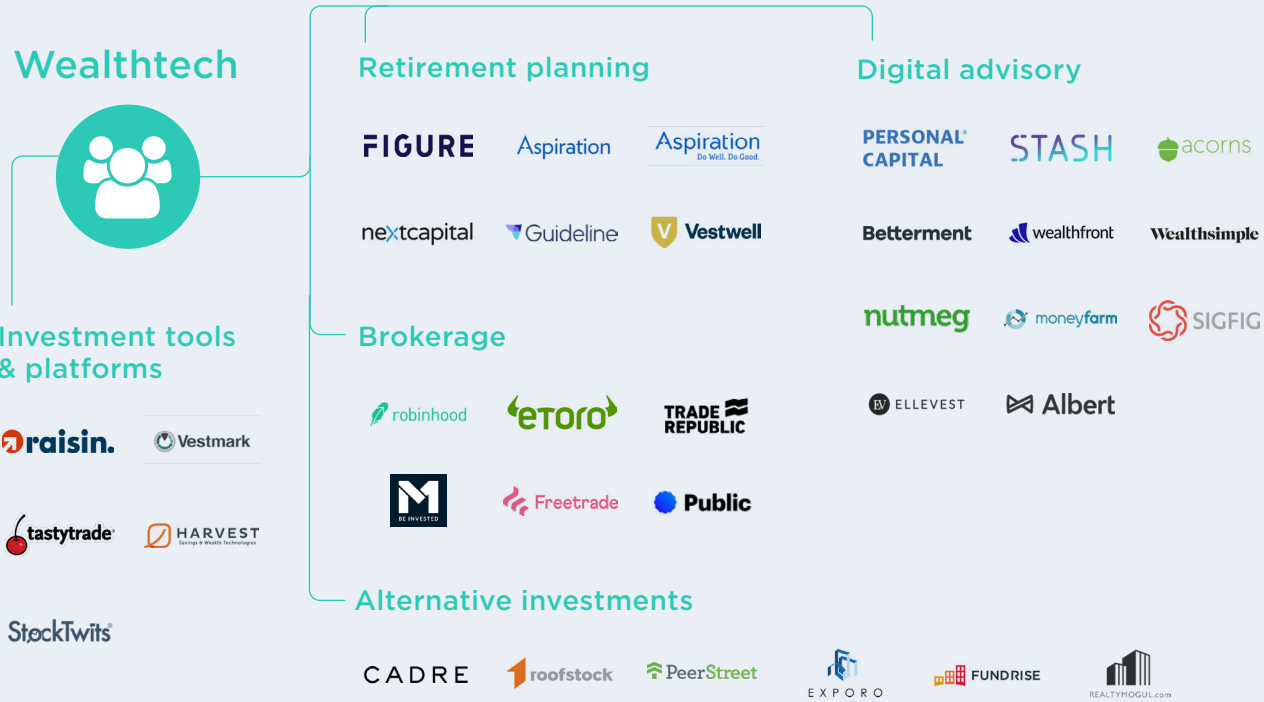 Wealthtech
Retirement planning
FIGURE
Aspiration
Aspiration
Do Well. Do Good.
nextcapital
Guideline
V Vestwell
Digital advisory
PERSONAL
CAPITAL
STASH
acorns
Betterment
wealthfront
Wealthsimple
nutmeg
moneyfarm
SIGFIG
EV ELLEVEST
Albert
Investment tools
& platforms
raisin.
Vestmark
tastytrade
HARVEST
Savings & Wealth Technologies
StockTwits
Brokerage
robinhood
eToro
TRADE
REPUBLIC
M
BE INVESTED
Freetrade
Public
Alternative investments
CADRE
roofstock
PeerStreet
EXPORO
FUNDRISE
REALTYMOGUL.com